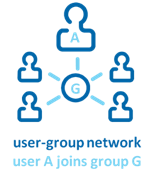 A
G
user-group network
user A joins group G